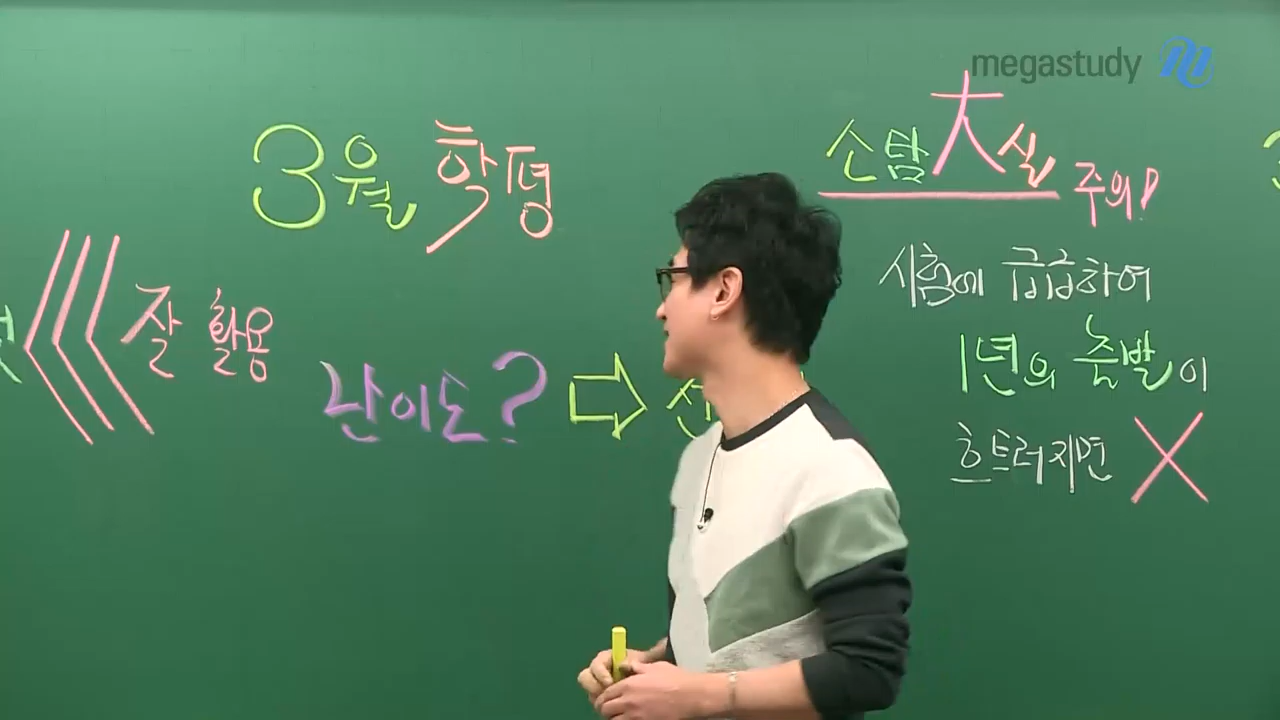 megastudy
3월 학평
잘 활용
난이도?
소탐大실 주의!
시험에 급급하여
1년의 출발이
흐트러지면 X